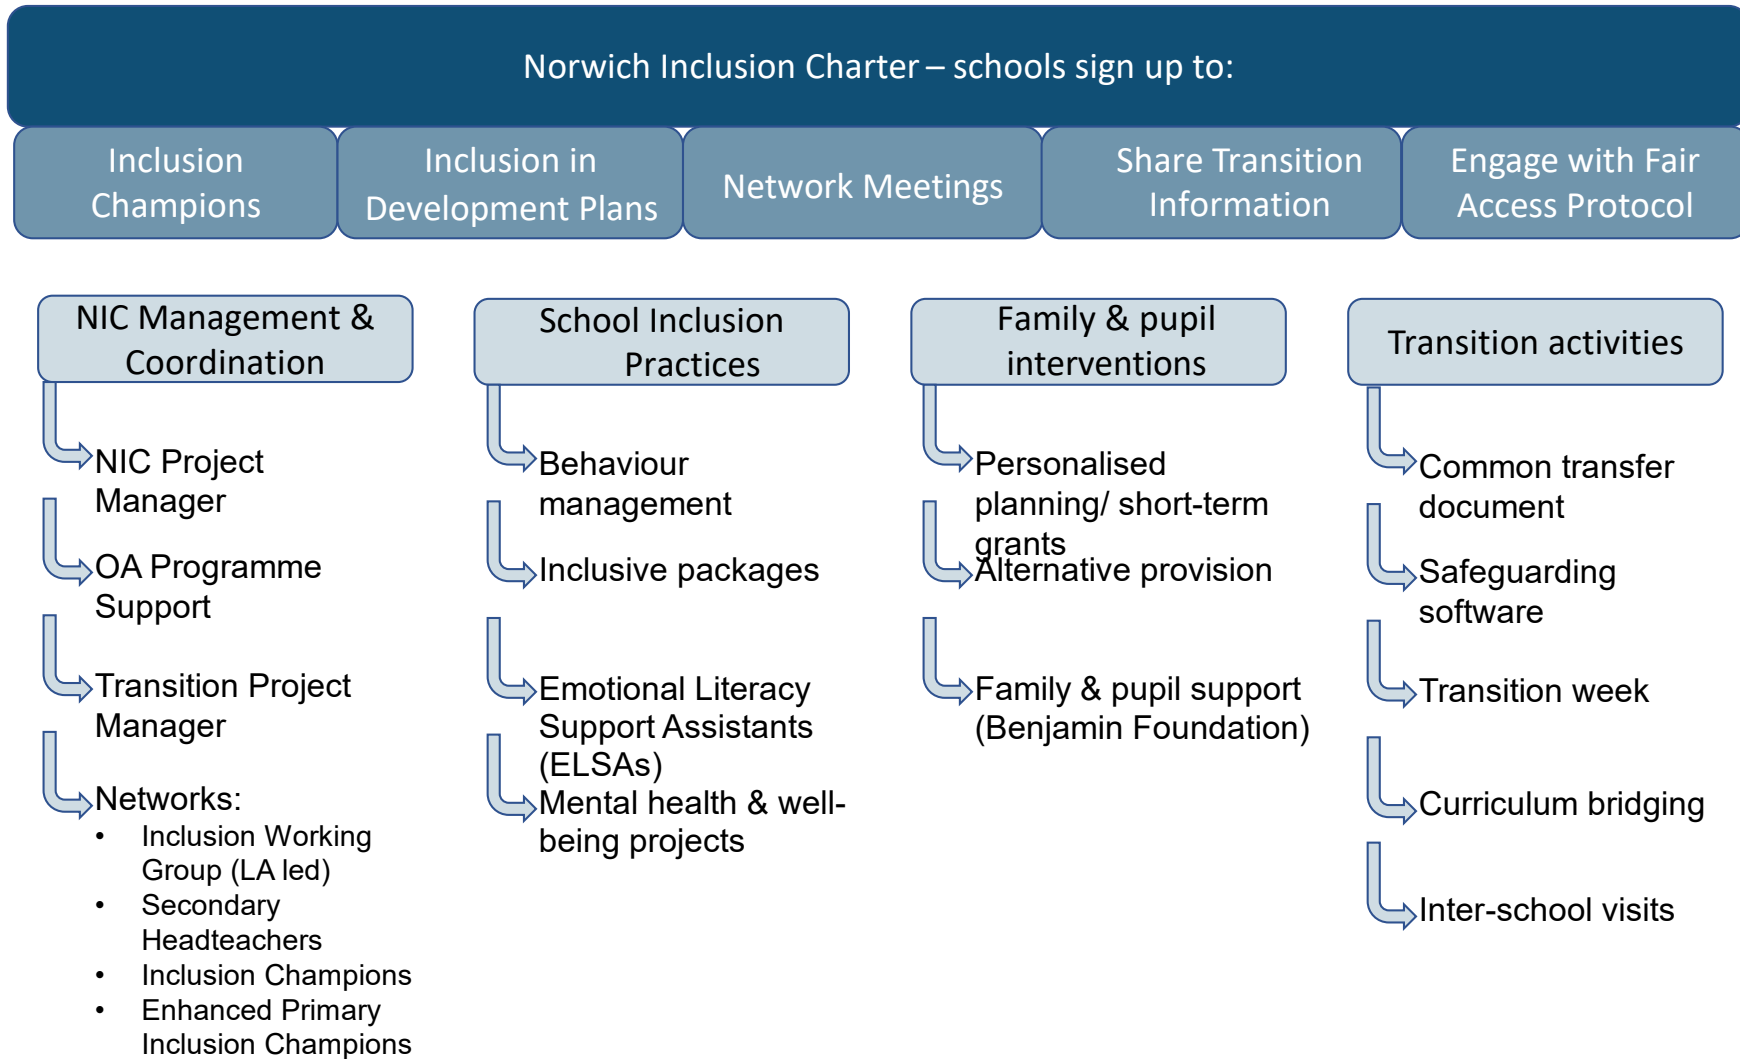 Norwich Inclusion Charter – schools sign up to:
Inclusion
Champions
Inclusion in
Development Plans
Network Meetings
Share Transition
Information
Engage with Fair
Access Protocol
NIC Management &
Coordination
NIC Project
Manager
OA Programme
Support
Transition Project
Manager
Networks:
• Inclusion Working
Group (LA led)
• Secondary
Headteachers
• Inclusion Champions
• Enhanced Primary
Inclusion Champions
School Inclusion
Practices
Behaviour
management
Inclusive packages
Emotional Literacy
Support Assistants
(ELSAs)
Mental health & well-
being projects
Family & pupil
interventions
Personalised
planning/ short-term
grants
Alternative provision
Family & pupil support
(Benjamin Foundation)
Transition activities
Common transfer
document
Safeguarding
software
Transition week
Curriculum bridging
Inter-school visits